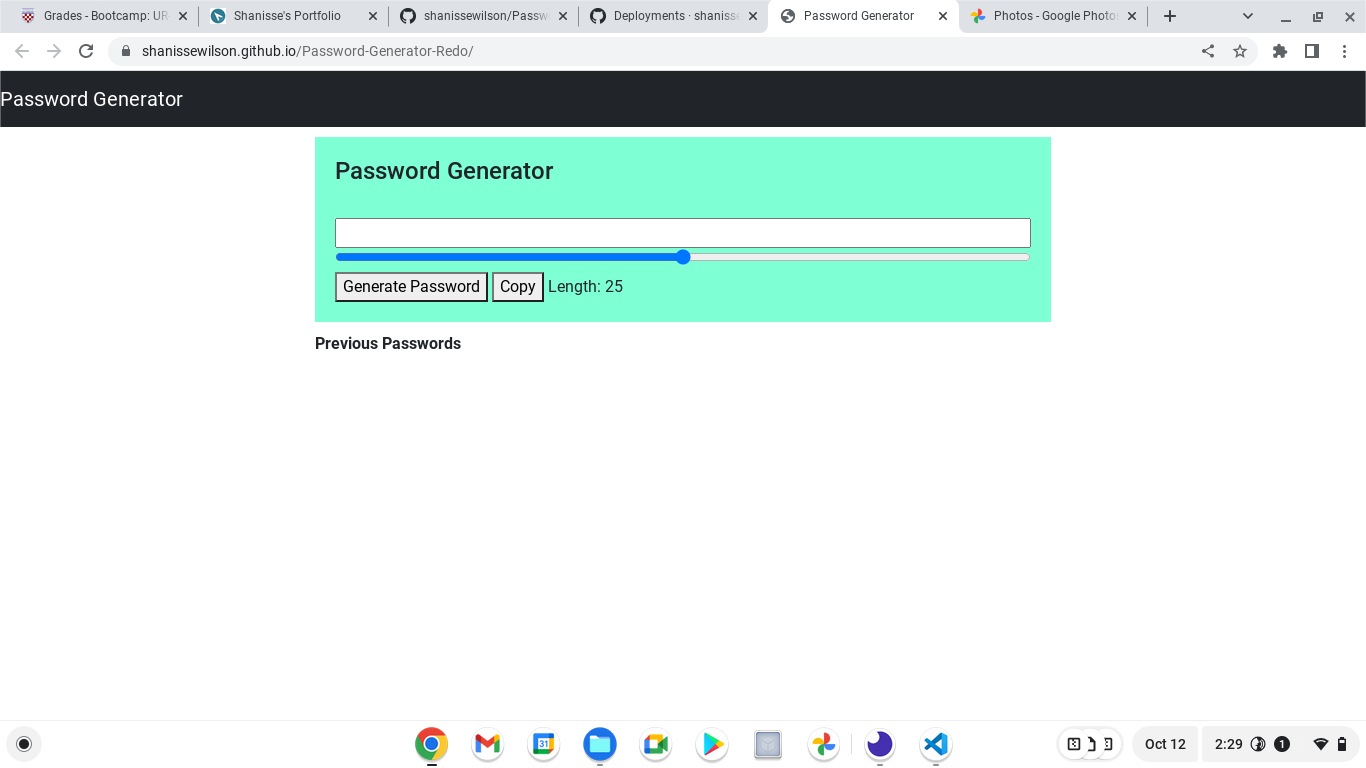 Grades - Bootcamp: UR
Shanisse's Portfolio
shanissewilson/Passw
Deployments · shanisse
Password Generator
Photos - Google Photo
shanissewilson.github.io/Password-Generator-Redo/
Password Generator
Password Generator
Generate Password Copy Length: 25
Previous Passwords
31
Oct 12 2:29 1